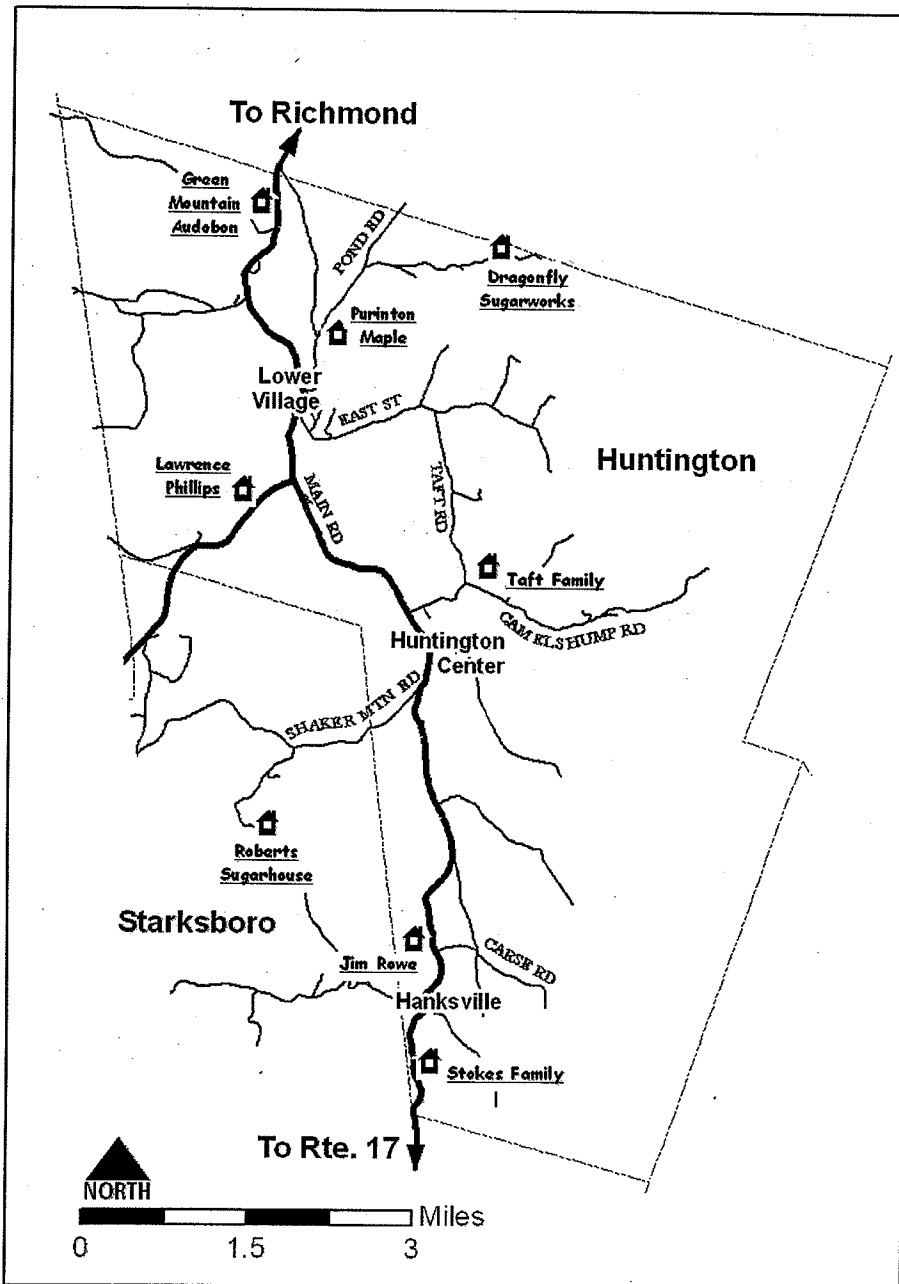 To Richmond
Green
Mountain
Audobon
POND RD
Dragonfly
Sugarworks
Purinton
Maple
Lower
Village
EAST ST
Huntington
Lawrence
Phillips
MAIN RD
TAFT RD
Taft Family
CAMELSHUMP RD
Huntington
Center
SHAKER MTN RD
Roberts
Sugarhouse
Starksboro
CARSE RD
Jim Rowe
Hanksville
Stokes Family
To Rte. 17
NORTH
Miles
0 1.5 3